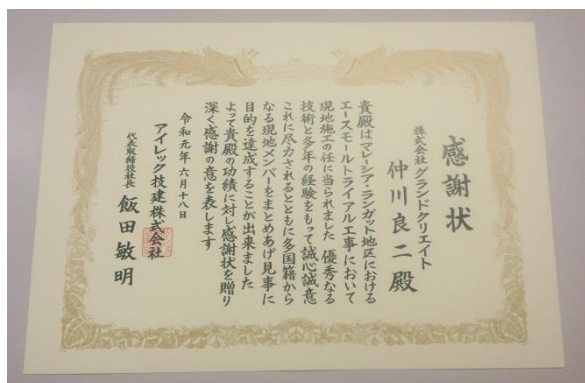 感謝状
株式会社グランドクリエイト
仲川良二殿
貴殿はマレーシア・ランガット地区における
エースモールトライアル工事において
現地施工の任に当られました 優秀なる
技術と多年の経験をもって誠心誠意
これに尽力されるとともに多国籍から
なる現地メンバーをまとめあげ見事に
目的を達成することが出来ました
よって貴殿の功績に対し感謝状を贈り
深く感謝の意を表します
令和元年六月十八日
アイレック技建株式会社
代表取締役社長 飯田敏明